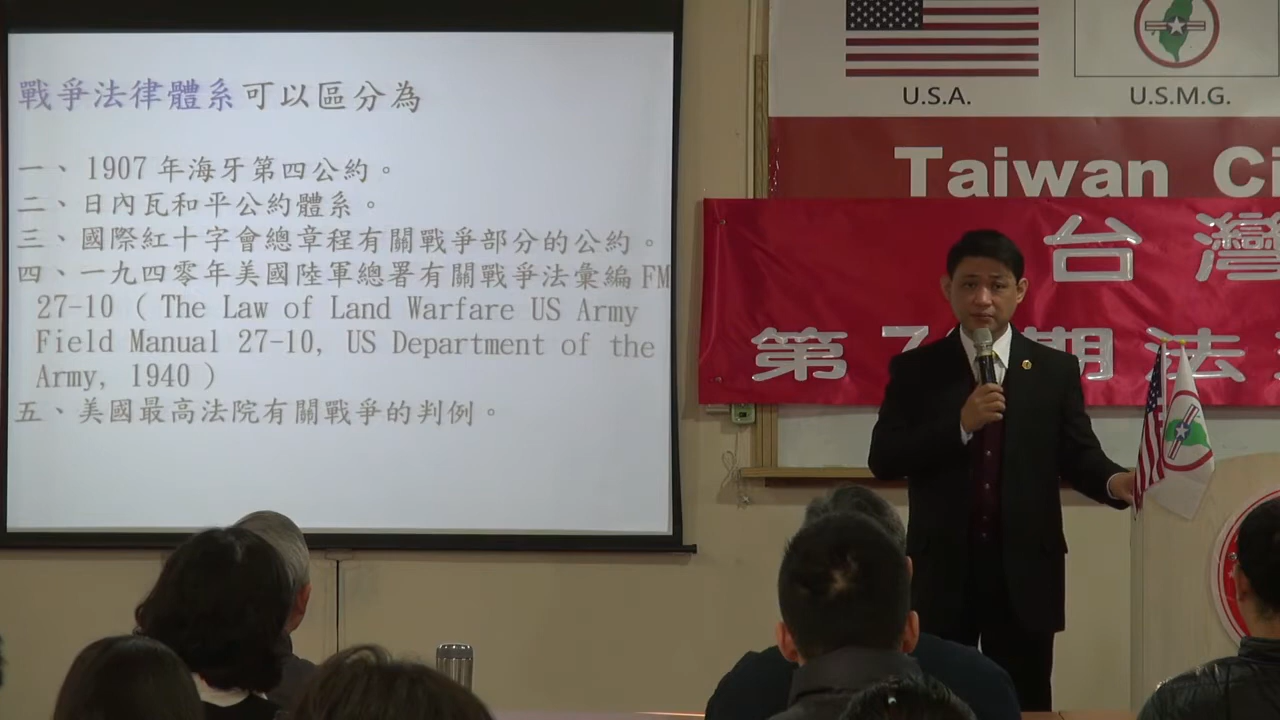 戰爭法律體系可以區分為
一、1907年海牙第四公約。
二、日內瓦和平公約體系。
三、國際紅十字會總章程有關戰爭部分的公約。
四、一九四零年美國陸軍總署有關戰爭法彙編 FM
27-10 ( The Law of Land Warfare US Army
Field Manual 27-10, US Department of the
Army, 1940 )
五、美國最高法院有關戰爭的判例。
U.S.A.
U.S.M.G.
Taiwan Ci
台灣
第7 期法